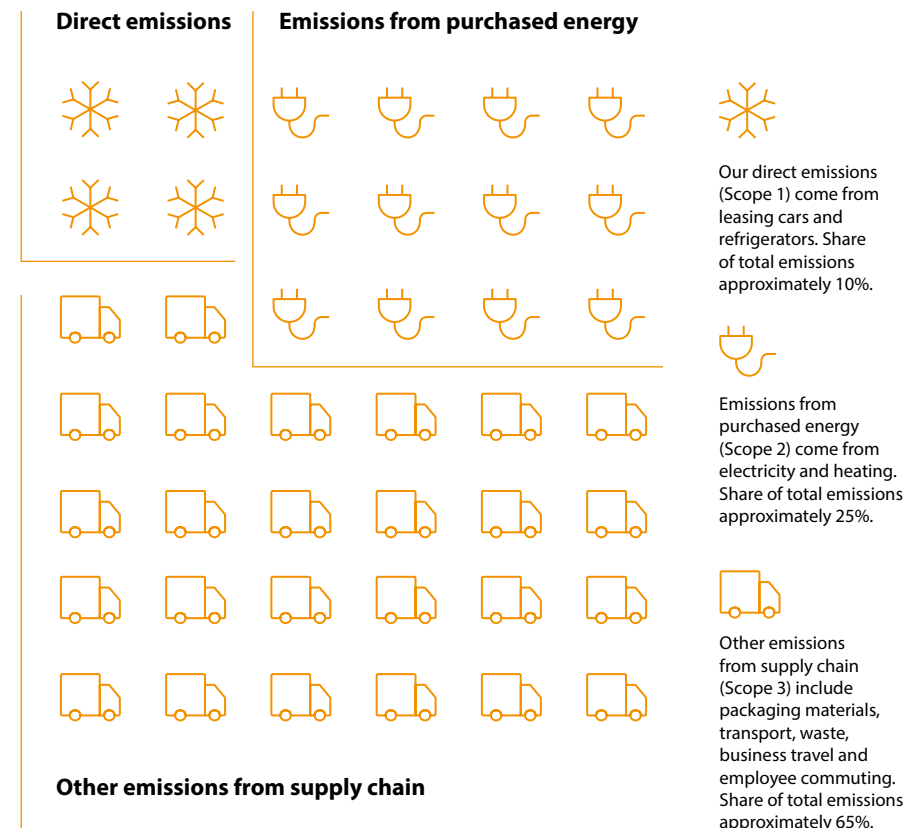 Direct emissions
Emissions from purchased energy
Our direct emissions
(Scope 1) come from
leasing cars and
refrigerators. Share
of total emissions
approximately 10%.
Emissions from
purchased energy
(Scope 2) come from
electricity and heating.
Share of total emissions
approximately 25%.
Other emissions
from supply chain
(Scope 3) include
packaging materials,
transport, waste,
business travel and
employee commuting.
Share of total emissions
approximately 65%.
Other emissions from supply chain